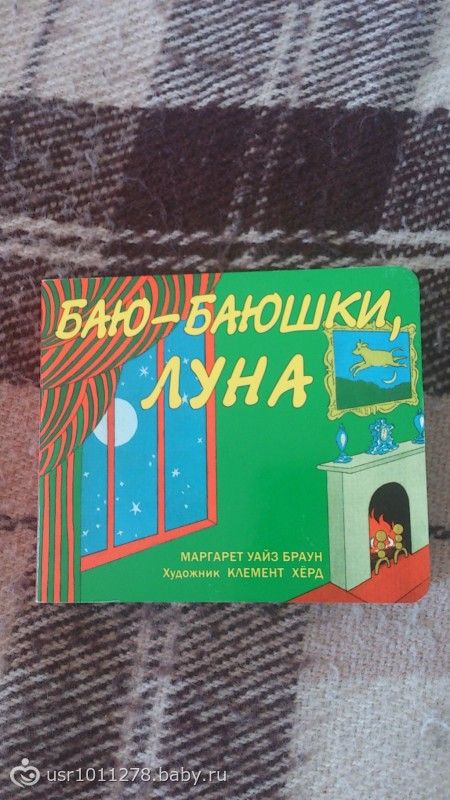 БАЮ-БАЮШКИ,
ЛУНА
МАРГАРЕТ УАЙЗ БРАУН
Художник КЛЕМЕНТ ХЁРД
usr1011278.baby.ru